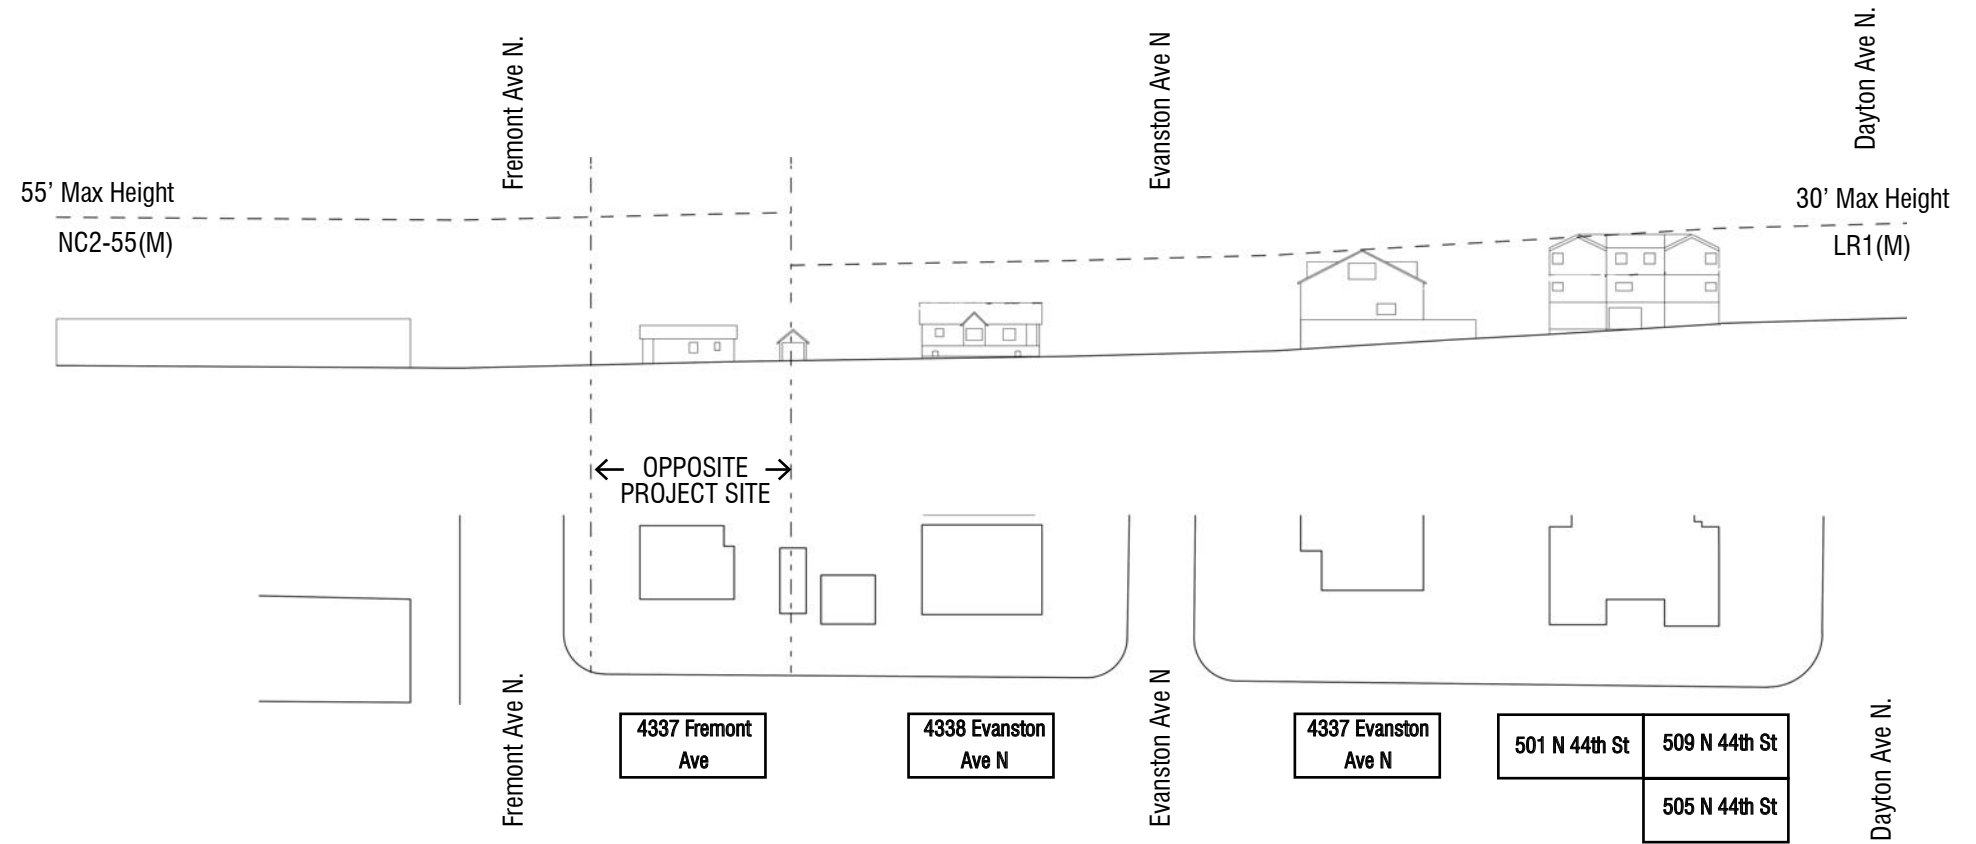 Fremont Ave N.
Evanston Ave N
Dayton Ave N.
55’ Max Height
NC2-55(M)
30’ Max Height
LR1(M)
OPPOSITE
PROJECT SITE
Fremont Ave N.
Evanston Ave N
Dayton Ave N.
4337 Fremont
Ave
4338 Evanston
Ave N
4337 Evanston
Ave N
501 N 44th St
509 N 44th St
505 N 44th St